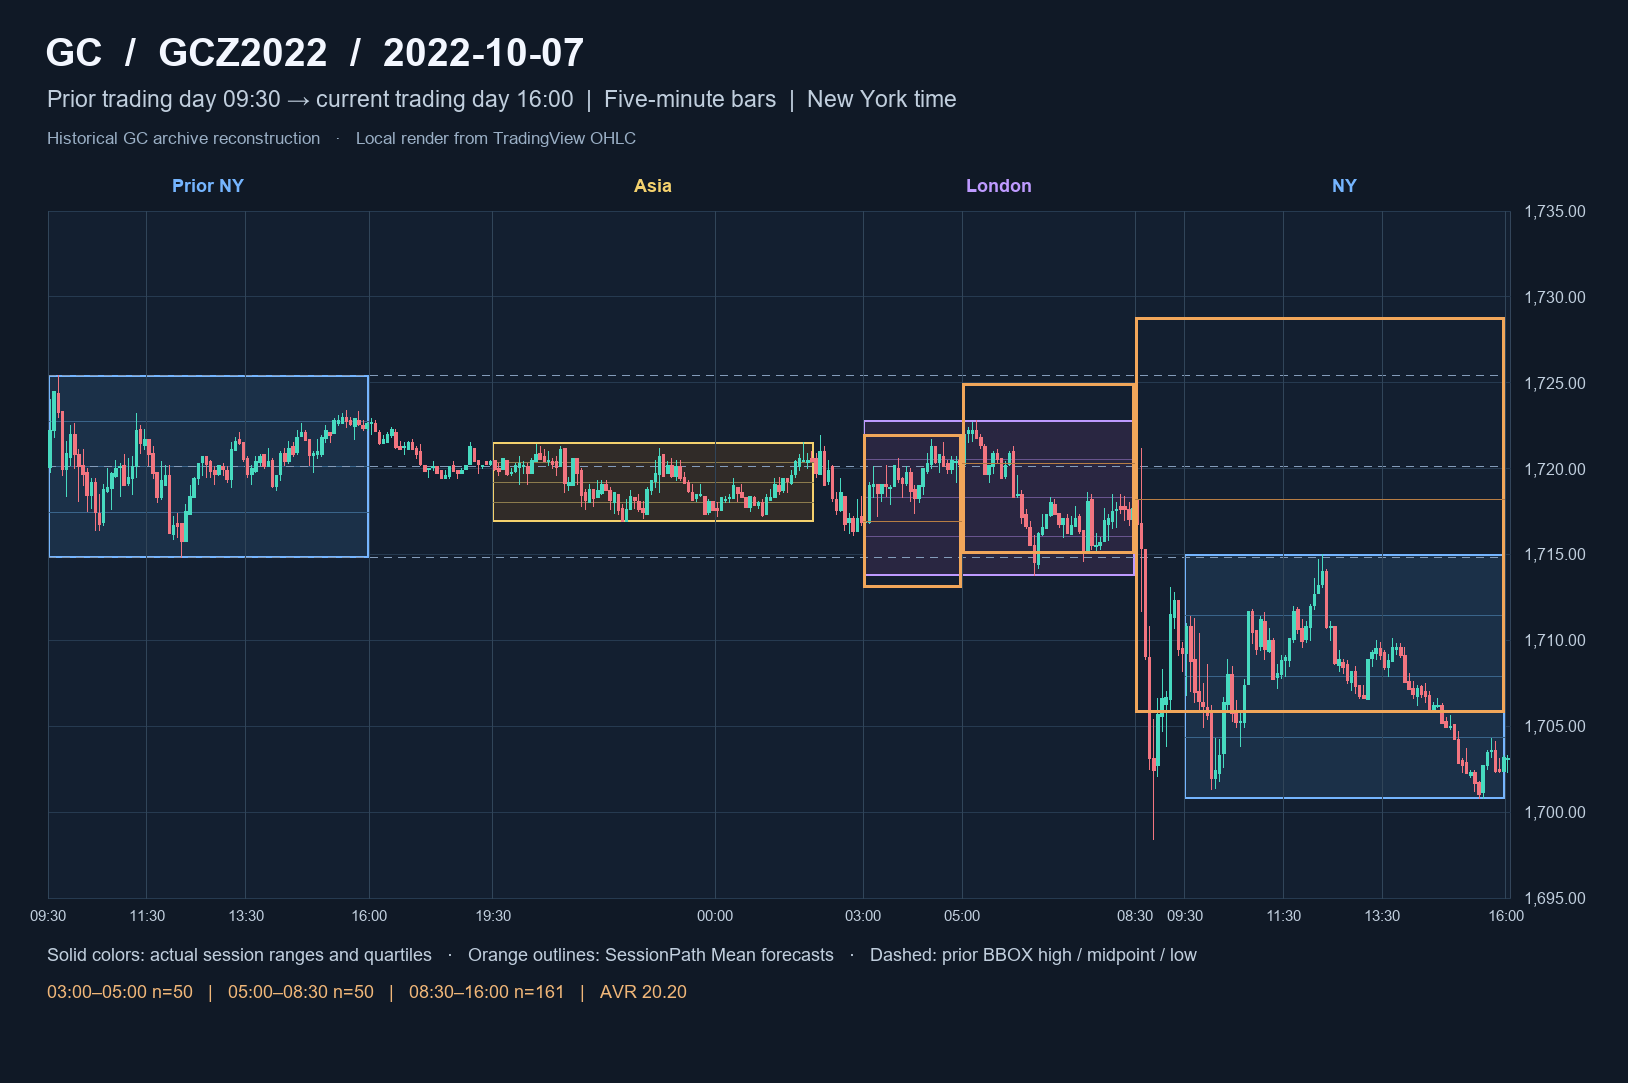 GC / GCZ2022 / 2022-10-07
Prior trading day 09:30 → current trading day 16:00 | Five-minute bars | New York time
Historical GC archive reconstruction · Local render from TradingView OHLC
Prior NY Asia London NY
1,735.00
1,730.00
1,725.00
1,720.00
1,715.00
1,710.00
1,705.00
1,700.00
1,695.00
09:30 11:30 13:30 16:00 19:30 00:00 03:00 05:00 08:30 09:30 11:30 13:30 16:00
Solid colors: actual session ranges and quartiles · Orange outlines: SessionPath Mean forecasts · Dashed: prior BBOX high / midpoint / low
03:00–05:00 n=50 | 05:00–08:30 n=50 | 08:30–16:00 n=161 | AVR 20.20